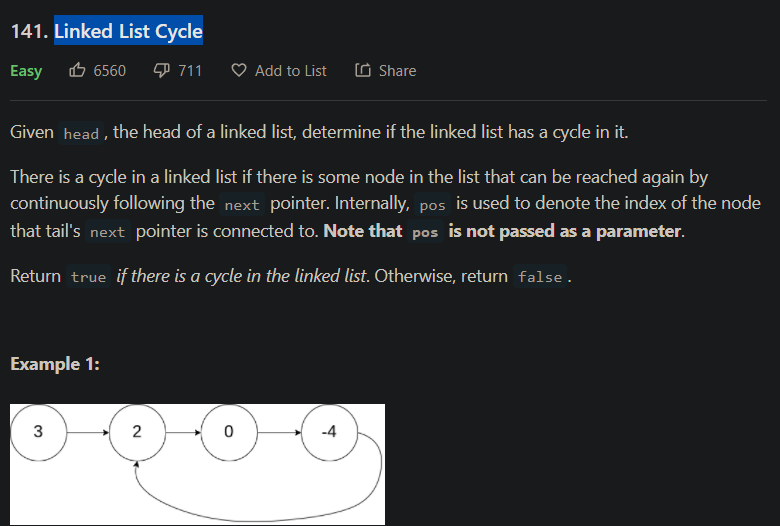 141. Linked List Cycle
Easy 6560 711 Add to List Share
Given head, the head of a linked list, determine if the linked list has a cycle in it.
There is a cycle in a linked list if there is some node in the list that can be reached again by
continuously following the next pointer. Internally, pos is used to denote the index of the node
that tail's next pointer is connected to. Note that pos is not passed as a parameter.
Return true if there is a cycle in the linked list. Otherwise, return false.
Example 1:
3 2 0 -4